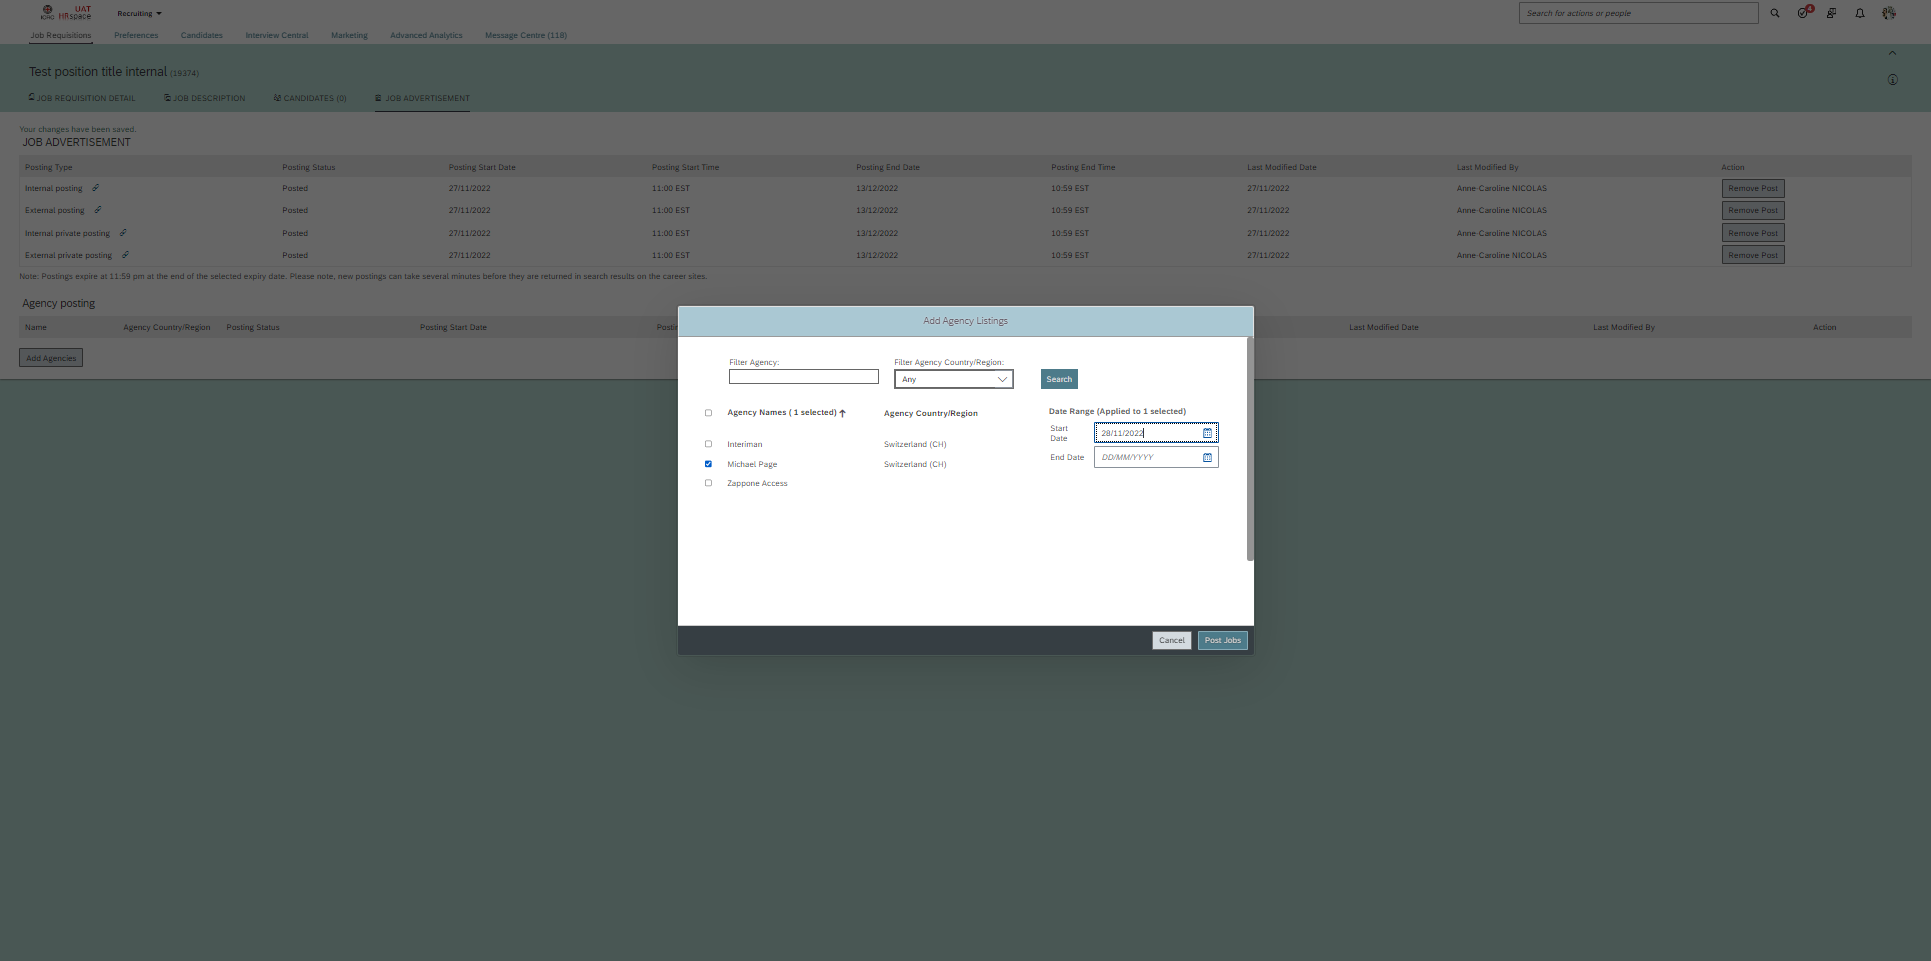 UAT
ICRC HRspace
Recruiting
Search for actions or people
4
Job Requisitions Preferences Candidates Interview Central Marketing Advanced Analytics Message Centre (118)
Test position title internal (19374)
JOB REQUISITION DETAIL JOB DESCRIPTION CANDIDATES (0) JOB ADVERTISEMENT
Your changes have been saved.
JOB ADVERTISEMENT
Posting Type Posting Status Posting Start Date Posting Start Time Posting End Date Posting End Time Last Modified Date Last Modified By Action
Internal posting Posted 27/11/2022 11:00 EST 13/12/2022 10:59 EST 27/11/2022 Anne-Caroline NICOLAS Remove Post
External posting Posted 27/11/2022 11:00 EST 13/12/2022 10:59 EST 27/11/2022 Anne-Caroline NICOLAS Remove Post
Internal private posting Posted 27/11/2022 11:00 EST 13/12/2022 10:59 EST 27/11/2022 Anne-Caroline NICOLAS Remove Post
External private posting Posted 27/11/2022 11:00 EST 13/12/2022 10:59 EST 27/11/2022 Anne-Caroline NICOLAS Remove Post
Note: Postings expire at 11:59 pm at the end of the selected expiry date. Please note, new postings can take several minutes before they are returned in search results on the career sites.
Agency posting
Name Agency Country/Region Posting Status Posting Start Date Last Modified Date Last Modified By Action
Add Agencies
Add Agency Listings
Filter Agency: Filter Agency Country/Region:
Any Search
Agency Names ( 1 selected) Agency Country/Region Date Range (Applied to 1 selected)
Start Date 28/11/2022
Interiman Switzerland (CH)
End Date DD/MM/YYYY
Michael Page Switzerland (CH)
Zappone Access
Cancel Post Jobs